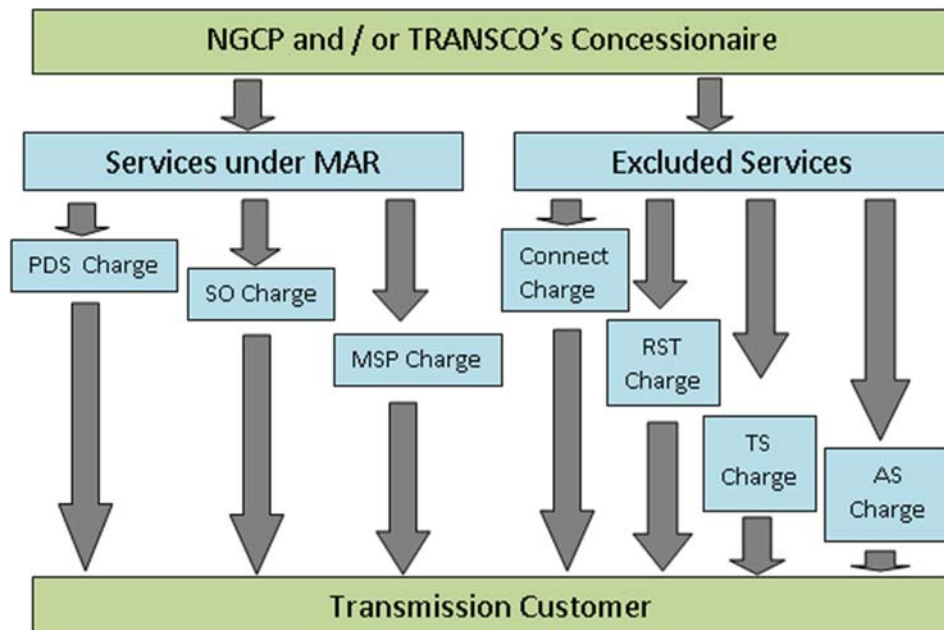 NGCP and / or TRANSCO's Concessionaire
Services under MAR
Excluded Services
PDS Charge
SO Charge
MSP Charge
Connect
Charge
RST
Charge
TS
Charge
AS
Charge
Transmission Customer